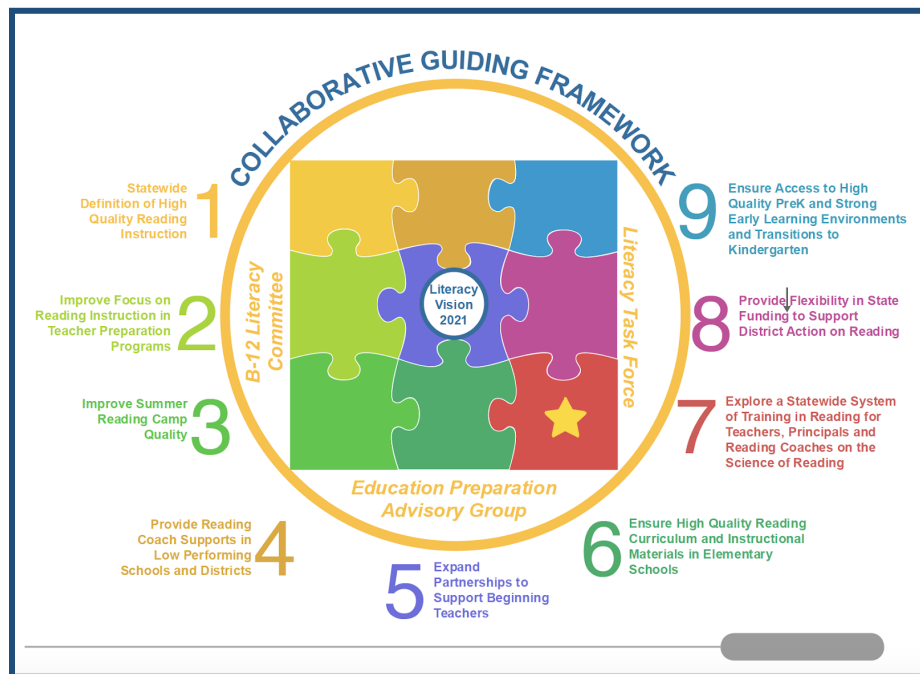 COLLABORATIVE GUIDING FRAMEWORK
1
Statewide
Definition of High
Quality Reading
Instruction
2
Improve Focus on
Reading Instruction in
Teacher Preparation
Programs
3
Improve Summer
Reading Camp
Quality
4
Provide Reading
Coach Supports in
Low Performing
Schools and Districts
5
Expand
Partnerships to
Support Beginning
Teachers
6
Ensure High Quality Reading
Curriculum and Instructional
Materials in Elementary
Schools
7
Explore a Statewide System
of Training in Reading for
Teachers, Principals and
Reading Coaches on the
Science of Reading
8
Provide Flexibility in State
Funding to Support
District Action on Reading
9
Ensure Access to High
Quality PreK and Strong
Early Learning Environments
and Transitions to
Kindergarten
B-12 Literacy
Committee
Literacy
Vision
2021
Literacy Task Force
Education Preparation
Advisory Group